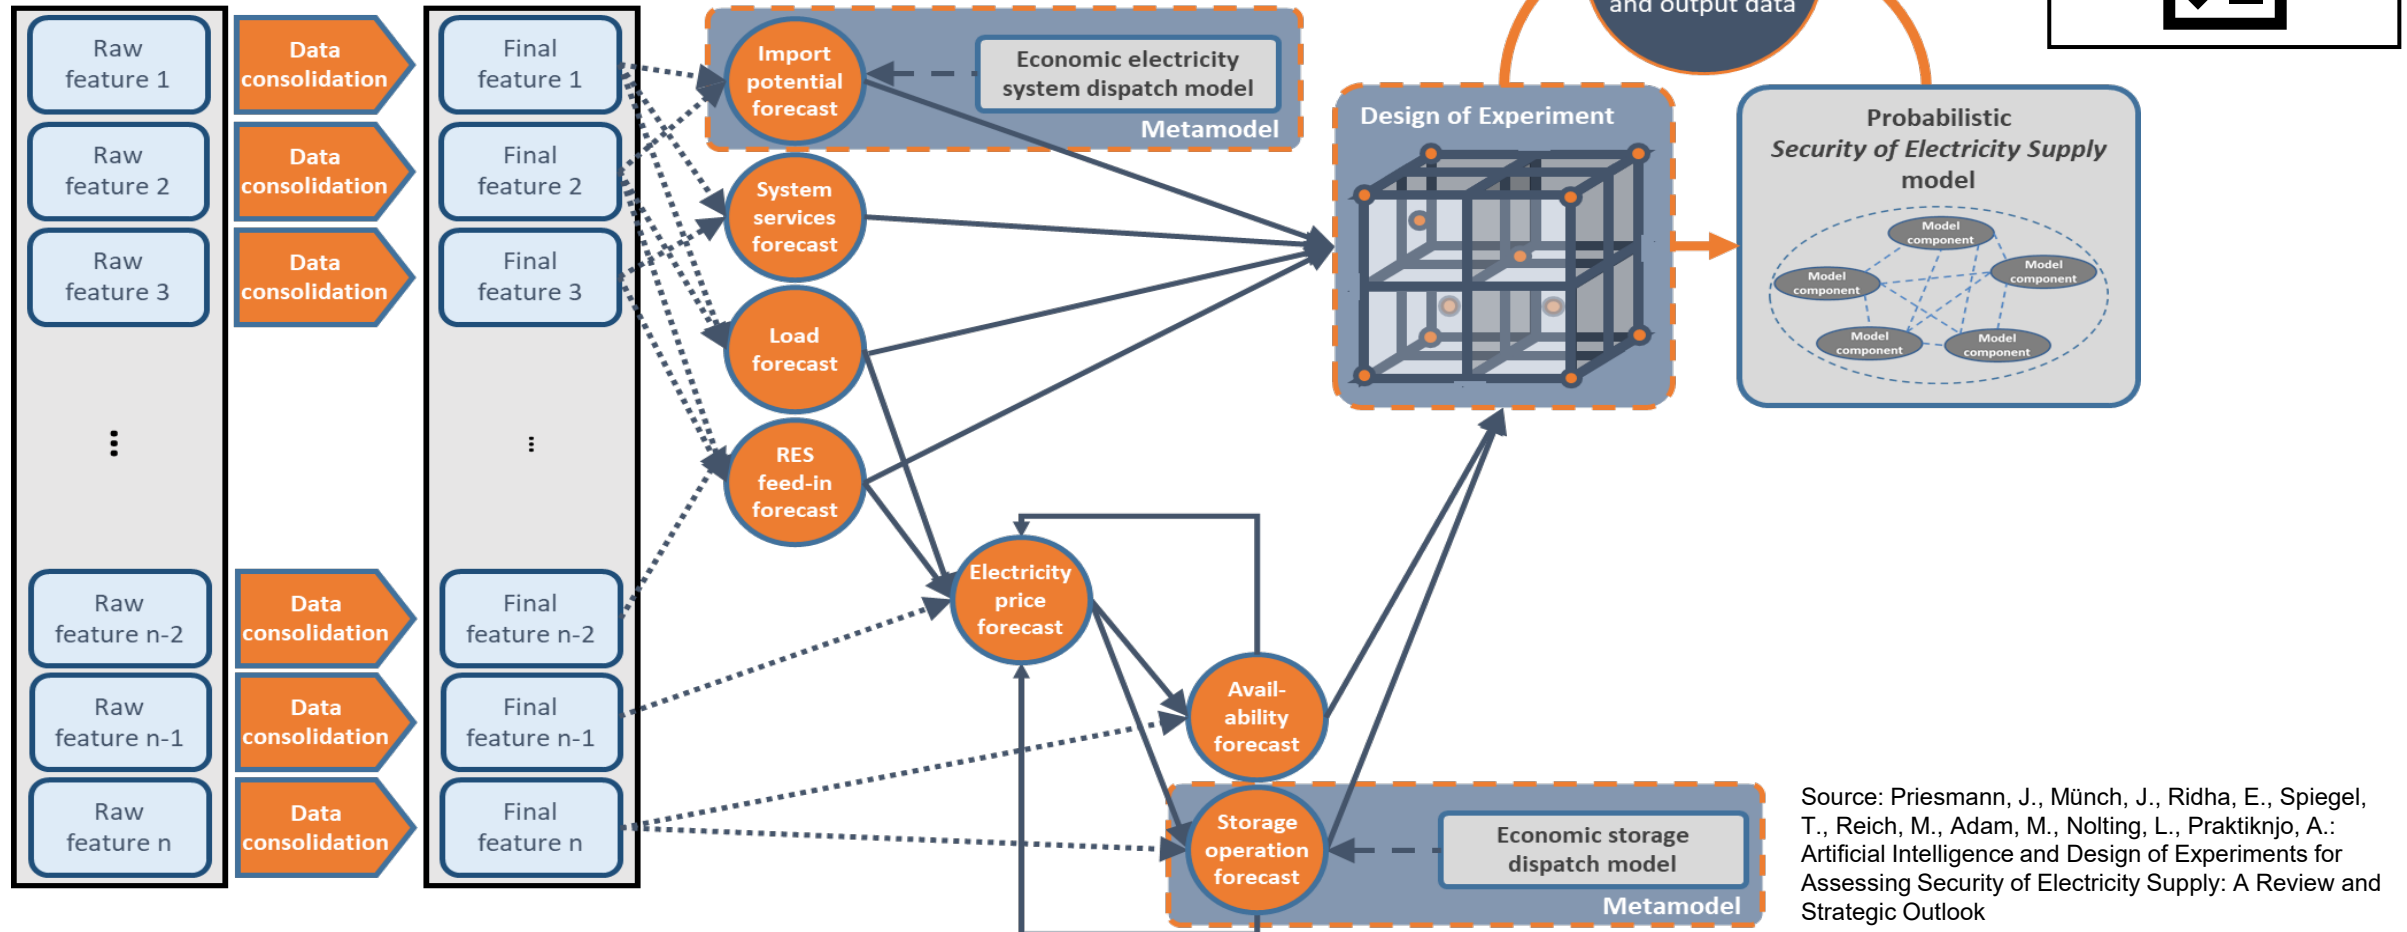 and output data
Raw
feature 1
Data
consolidation
Final
feature 1
Raw
feature 2
Data
consolidation
Final
feature 2
Raw
feature 3
Data
consolidation
Final
feature 3
...
...
Raw
feature n-2
Data
consolidation
Final
feature n-2
Raw
feature n-1
Data
consolidation
Final
feature n-1
Raw
feature n
Data
consolidation
Final
feature n
Import
potential
forecast
Economic electricity
system dispatch model
Metamodel
System
services
forecast
Load
forecast
RES
feed-in
forecast
Electricity
price
forecast
Avail-
ability
forecast
Storage
operation
forecast
Economic storage
dispatch model
Metamodel
Design of Experiment
Probabilistic
Security of Electricity Supply
model
Model
component
Model
component
Model
component
Model
component
Model
component
Source: Priesmann, J., Münch, J., Ridha, E., Spiegel,
T., Reich, M., Adam, M., Nolting, L., Praktiknjo, A.:
Artificial Intelligence and Design of Experiments for
Assessing Security of Electricity Supply: A Review and
Strategic Outlook